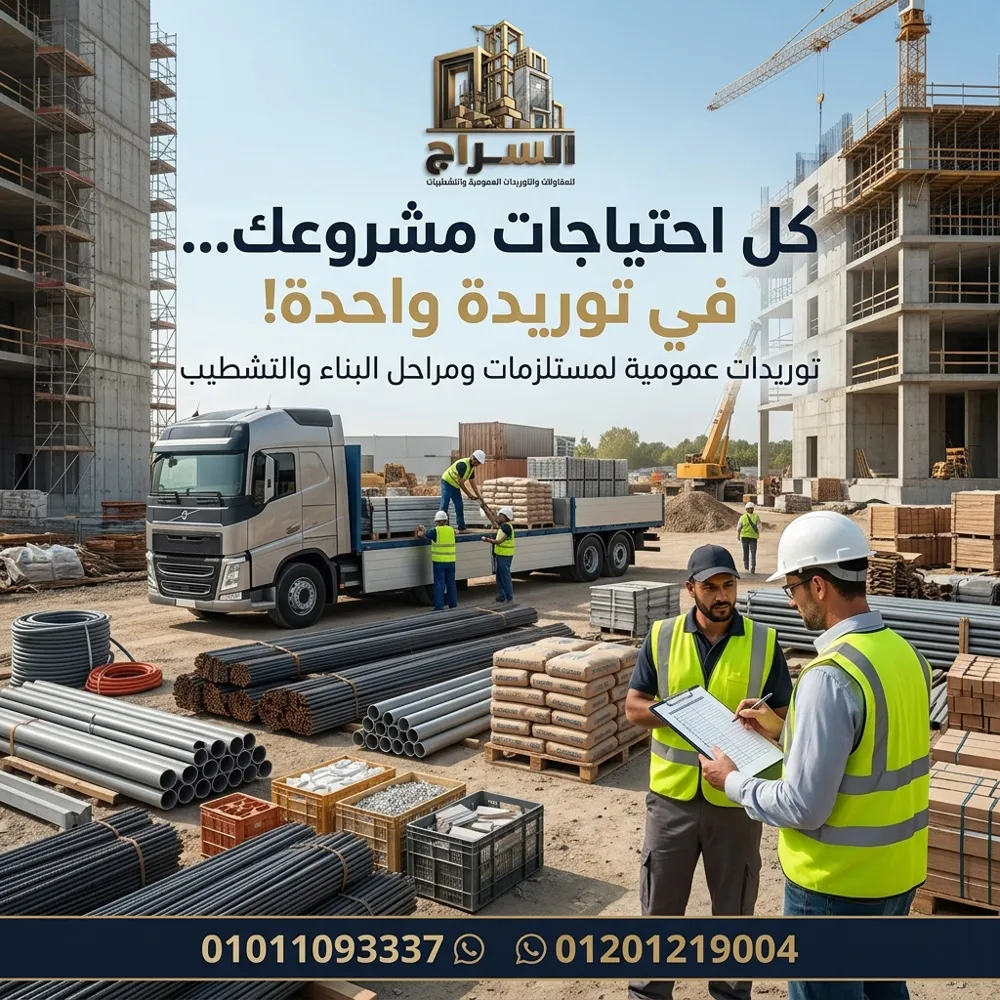 السراج
للمقاولات والتوريدات العمومية والتشطيبات
كل احتياجات مشروعك...
في توريدة واحدة!
توريدات عمومية لمستلزمات ومراحل البناء والتشطيب
01011093337
01201219004